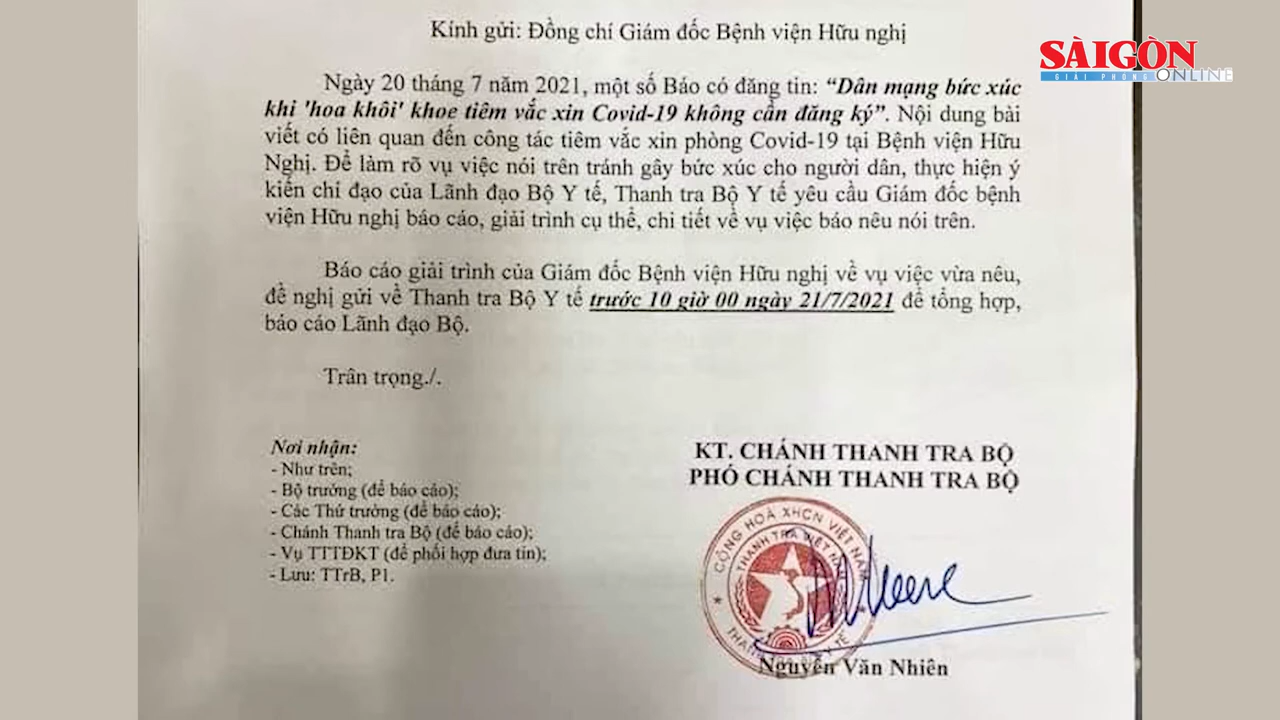 Kính gửi: Đồng chí Giám đốc Bệnh viện Hữu nghị
SÀIGÒN
GIẢI PHÓNG ONLINE
Ngày 20 tháng 7 năm 2021, một số Báo có đăng tin: “Dân mạng bức xúc
khi 'hoa khôi' khoe tiêm vắc xin Covid-19 không cần đăng ký”. Nội dung bài
viết có liên quan đến công tác tiêm vắc xin phòng Covid-19 tại Bệnh viện Hữu
Nghị. Để làm rõ vụ việc nói trên tránh gây bức xúc cho người dân, thực hiện ý
kiến chỉ đạo của Lãnh đạo Bộ Y tế, Thanh tra Bộ Y tế yêu cầu Giám đốc bệnh
viện Hữu nghị báo cáo, giải trình cụ thể, chi tiết về vụ việc báo nêu nói trên.
Báo cáo giải trình của Giám đốc Bệnh viện Hữu nghị về vụ việc vừa nêu,
đề nghị gửi về Thanh tra Bộ Y tế trước 10 giờ 00 ngày 21/7/2021 để tổng hợp,
báo cáo Lãnh đạo Bộ.
Trân trọng./.
Nơi nhận:
- Như trên;
- Bộ trưởng (để báo cáo);
- Các Thứ trưởng (để báo cáo);
- Chánh Thanh tra Bộ (để báo cáo);
- Vụ TTTĐKT (để phối hợp đưa tin);
- Lưu: TTrB, P1.
KT. CHÁNH THANH TRA BỘ
PHÓ CHÁNH THANH TRA BỘ
CỘNG HOÀ XHCN VIỆT NAM
THANH TRA VIỆT NAM
Nguyễn Văn Nhiên